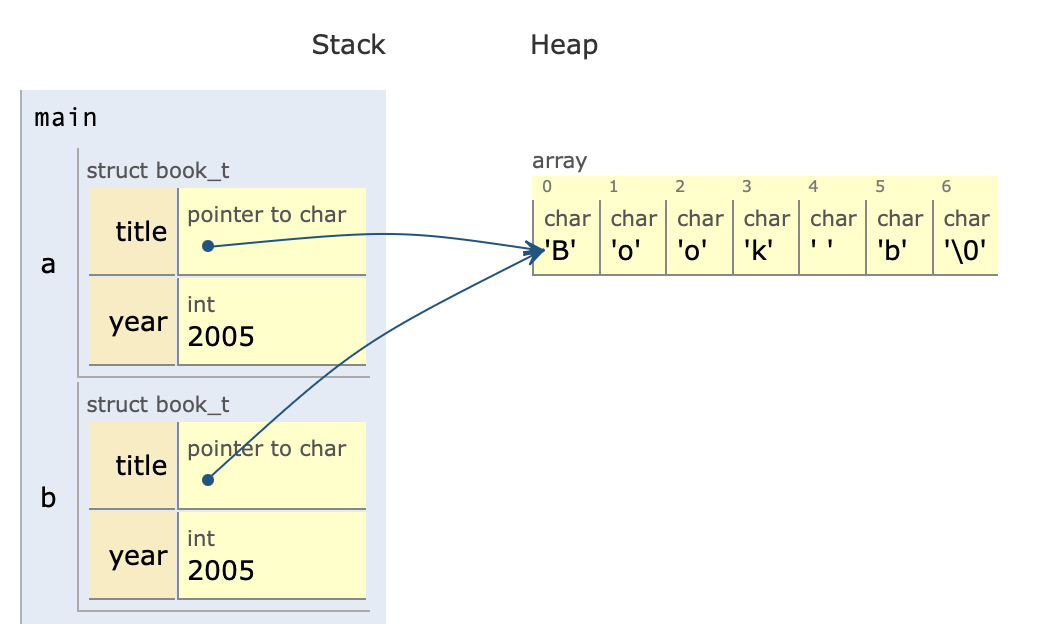 Stack Heap
main
struct book_t
a
title
pointer to char
year
int
2005
struct book_t
b
title
pointer to char
year
int
2005
array
0 1 2 3 4 5 6
char char char char char char char
'B' 'o' 'o' 'k' ' ' 'b' '\0'